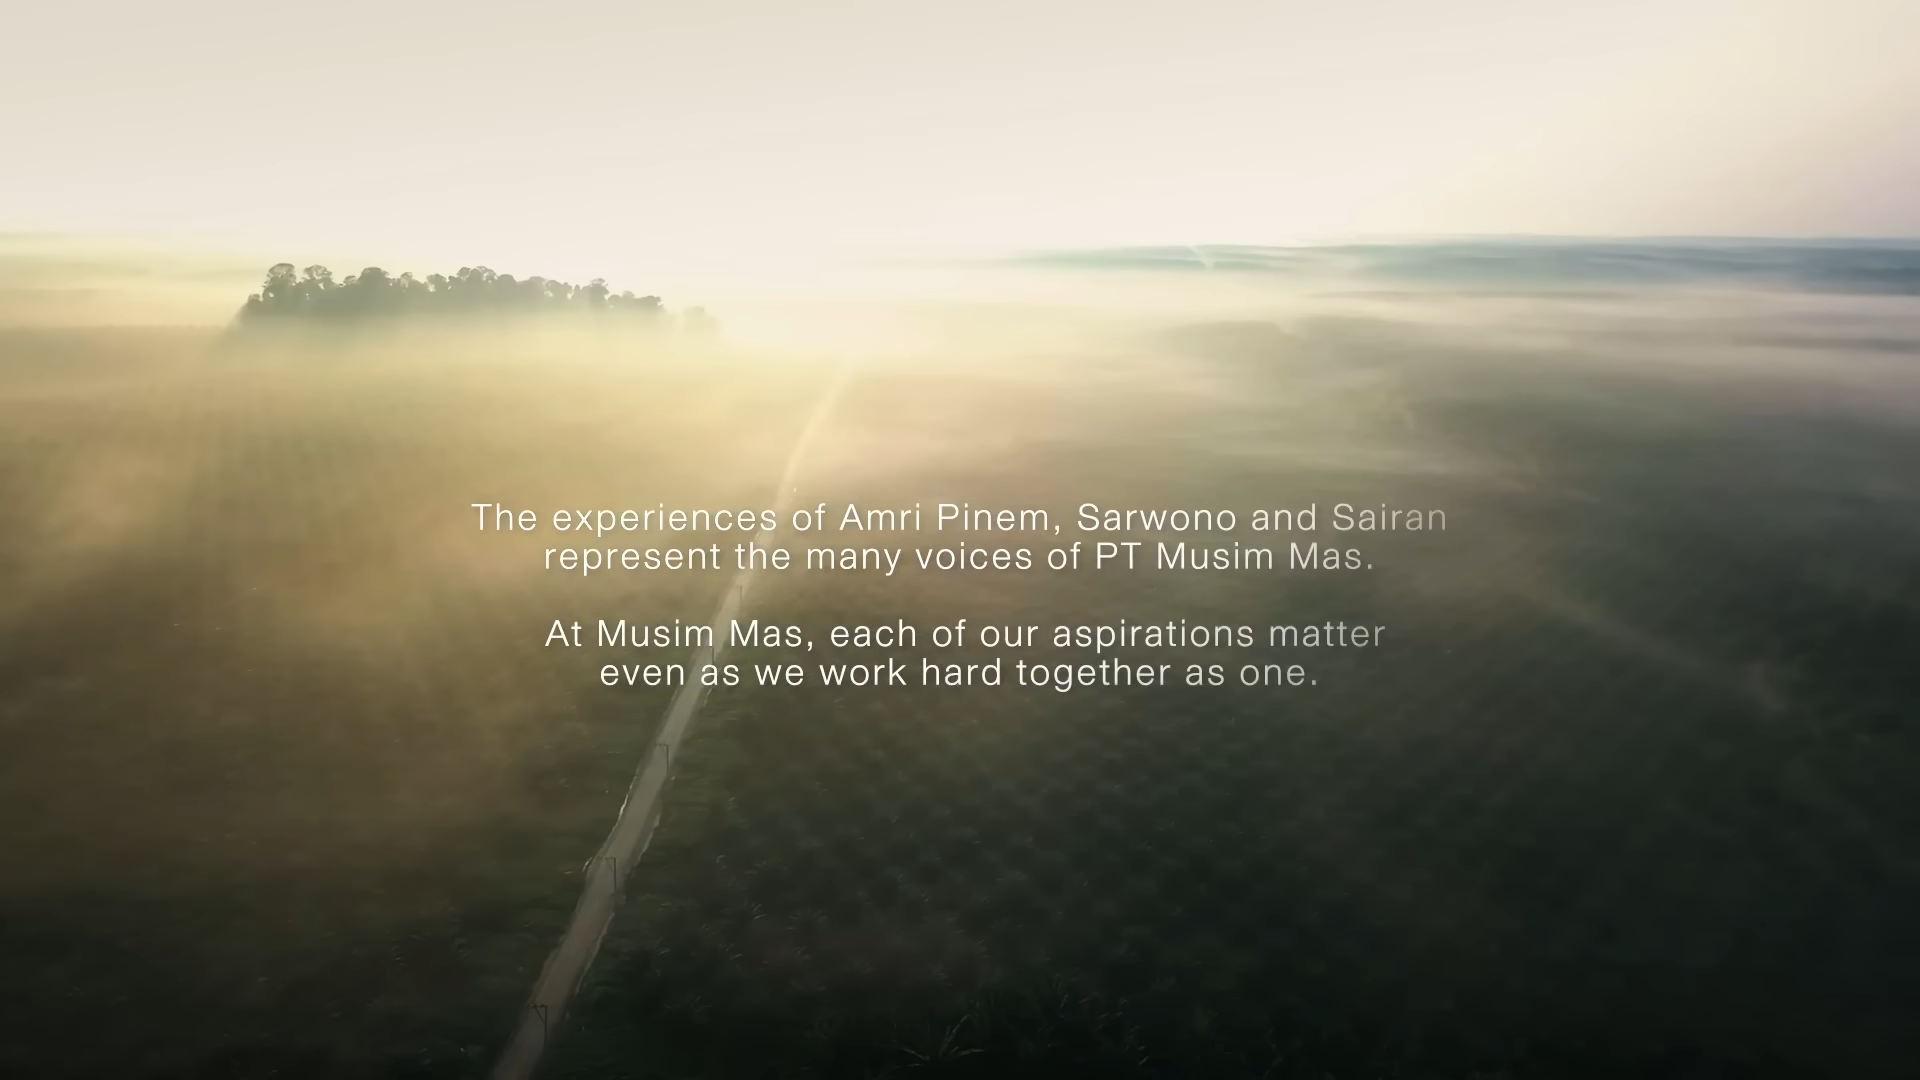 The experiences of Amri Pinem, Sarwono and Sairan
represent the many voices of PT Musim Mas.
At Musim Mas, each of our aspirations matter
even as we work hard together as one.